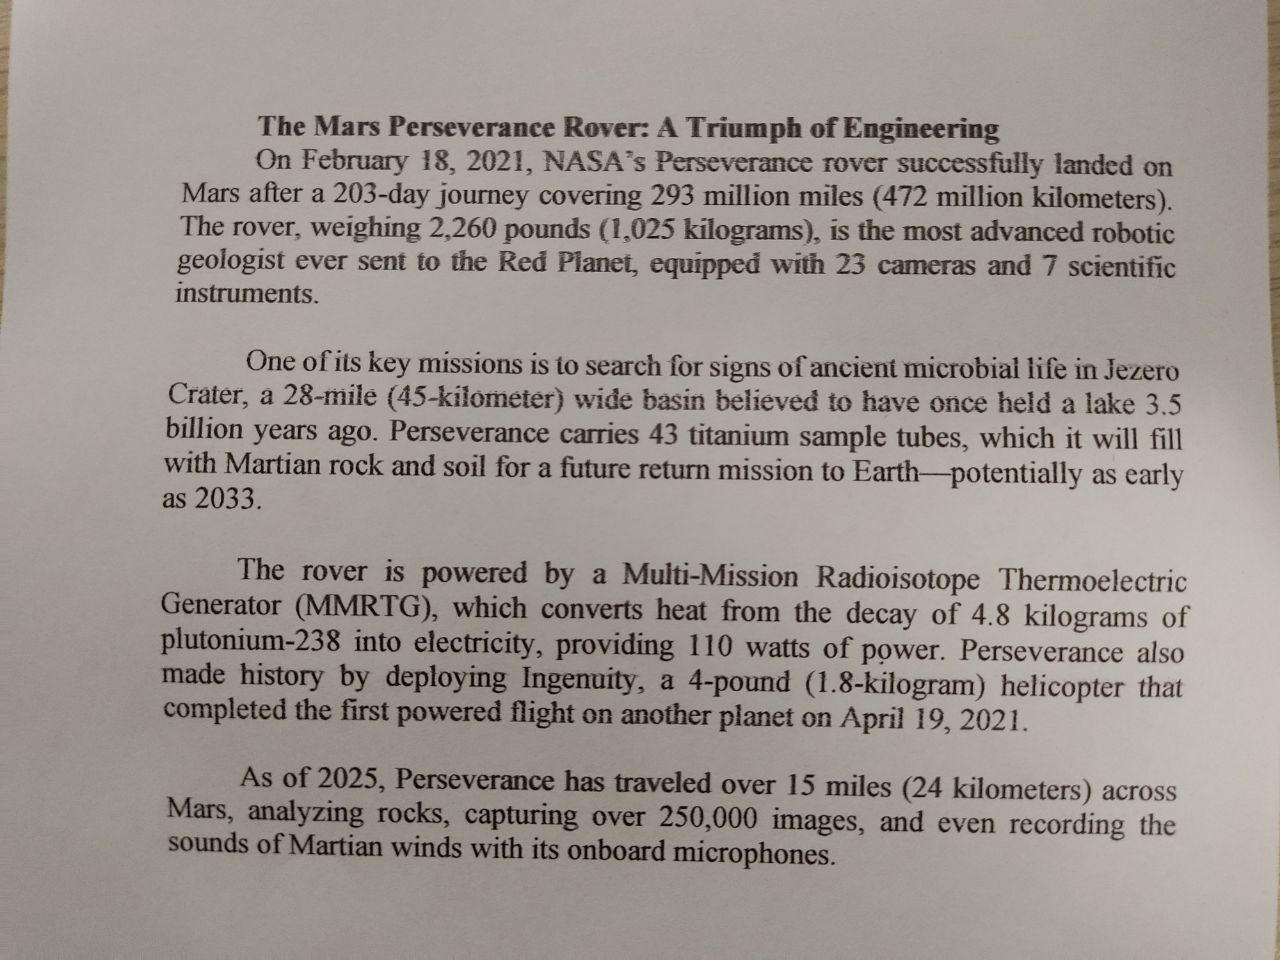 The Mars Perseverance Rover: A Triumph of Engineering
On February 18, 2021, NASA's Perseverance rover successfully landed on
Mars after a 203-day journey covering 293 million miles (472 million kilometers).
The rover, weighing 2,260 pounds (1,025 kilograms), is the most advanced robotic
geologist ever sent to the Red Planet, equipped with 23 cameras and 7 scientific
instruments.
One of its key missions is to search for signs of ancient microbial life in Jezero
Crater, a 28-mile (45-kilometer) wide basin believed to have once held a lake 3.5
billion years ago. Perseverance carries 43 titanium sample tubes, which it will fill
with Martian rock and soil for a future return mission to Earth—potentially as early
as 2033.
The rover is powered by a Multi-Mission Radioisotope Thermoelectric
Generator (MMRTG), which converts heat from the decay of 4.8 kilograms of
plutonium-238 into electricity, providing 110 watts of power. Perseverance also
made history by deploying Ingenuity, a 4-pound (1.8-kilogram) helicopter that
completed the first powered flight on another planet on April 19, 2021.
As of 2025, Perseverance has traveled over 15 miles (24 kilometers) across
Mars, analyzing rocks, capturing over 250,000 images, and even recording the
sounds of Martian winds with its onboard microphones.